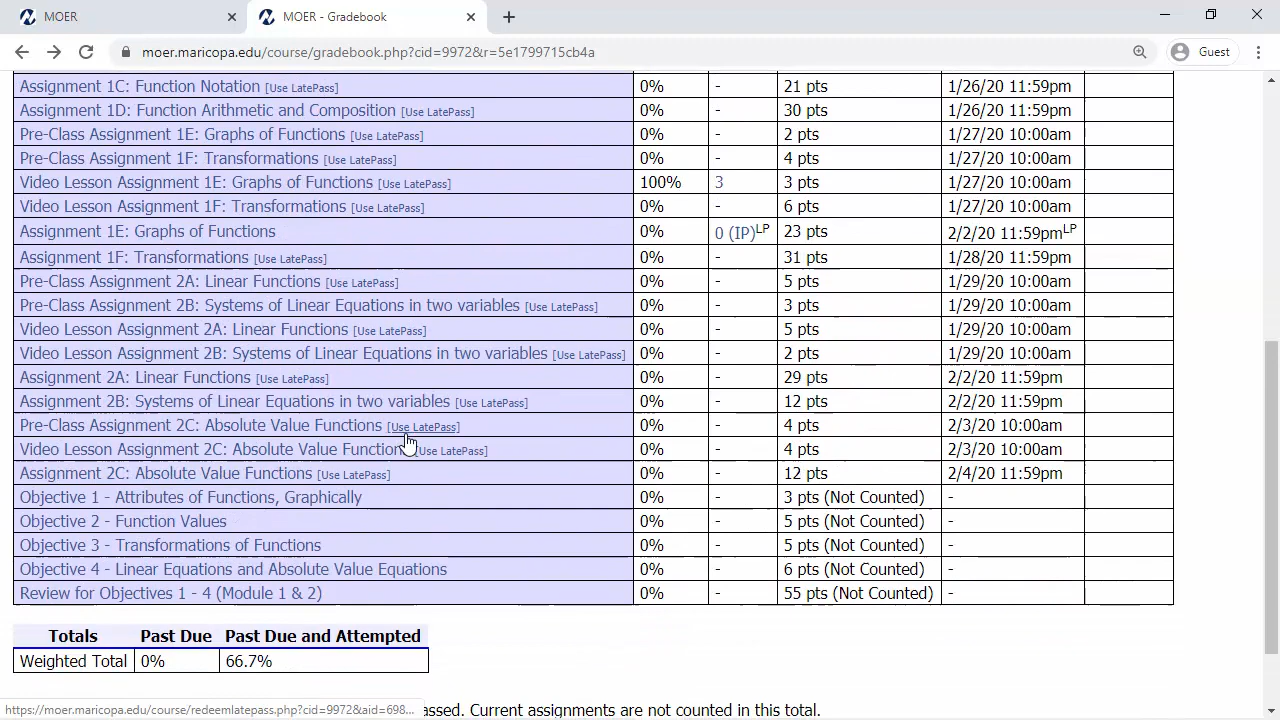 MOER
MOER - Gradebook
moer.maricopa.edu/course/gradebook.php?cid=9972&r=5e1799715cb4a
Guest
Assignment 1C: Function Notation [Use LatePass] 0% - 21 pts 1/26/20 11:59pm
Assignment 1D: Function Arithmetic and Composition [Use LatePass] 0% - 30 pts 1/26/20 11:59pm
Pre-Class Assignment 1E: Graphs of Functions [Use LatePass] 0% - 2 pts 1/27/20 10:00am
Pre-Class Assignment 1F: Transformations [Use LatePass] 0% - 4 pts 1/27/20 10:00am
Video Lesson Assignment 1E: Graphs of Functions [Use LatePass] 100% 3 3 pts 1/27/20 10:00am
Video Lesson Assignment 1F: Transformations [Use LatePass] 0% - 6 pts 1/27/20 10:00am
Assignment 1E: Graphs of Functions 0% 0 (IP)LP 23 pts 2/2/20 11:59pmLP
Assignment 1F: Transformations [Use LatePass] 0% - 31 pts 1/28/20 11:59pm
Pre-Class Assignment 2A: Linear Functions [Use LatePass] 0% - 5 pts 1/29/20 10:00am
Pre-Class Assignment 2B: Systems of Linear Equations in two variables [Use LatePass] 0% - 3 pts 1/29/20 10:00am
Video Lesson Assignment 2A: Linear Functions [Use LatePass] 0% - 5 pts 1/29/20 10:00am
Video Lesson Assignment 2B: Systems of Linear Equations in two variables [Use LatePass] 0% - 2 pts 1/29/20 10:00am
Assignment 2A: Linear Functions [Use LatePass] 0% - 29 pts 2/2/20 11:59pm
Assignment 2B: Systems of Linear Equations in two variables [Use LatePass] 0% - 12 pts 2/2/20 11:59pm
Pre-Class Assignment 2C: Absolute Value Functions [Use LatePass] 0% - 4 pts 2/3/20 10:00am
Video Lesson Assignment 2C: Absolute Value Function Use LatePass] 0% - 4 pts 2/3/20 10:00am
Assignment 2C: Absolute Value Functions [Use LatePass] 0% - 12 pts 2/4/20 11:59pm
Objective 1 - Attributes of Functions, Graphically 0% - 3 pts (Not Counted) -
Objective 2 - Function Values 0% - 5 pts (Not Counted) -
Objective 3 - Transformations of Functions 0% - 5 pts (Not Counted) -
Objective 4 - Linear Equations and Absolute Value Equations 0% - 6 pts (Not Counted) -
Review for Objectives 1 - 4 (Module 1 & 2) 0% - 55 pts (Not Counted) -
Totals Past Due Past Due and Attempted
Weighted Total 0% 66.7%
https://moer.maricopa.edu/course/redeemlatepass.php?cid=9972&aid=698... assed. Current assignments are not counted in this total.